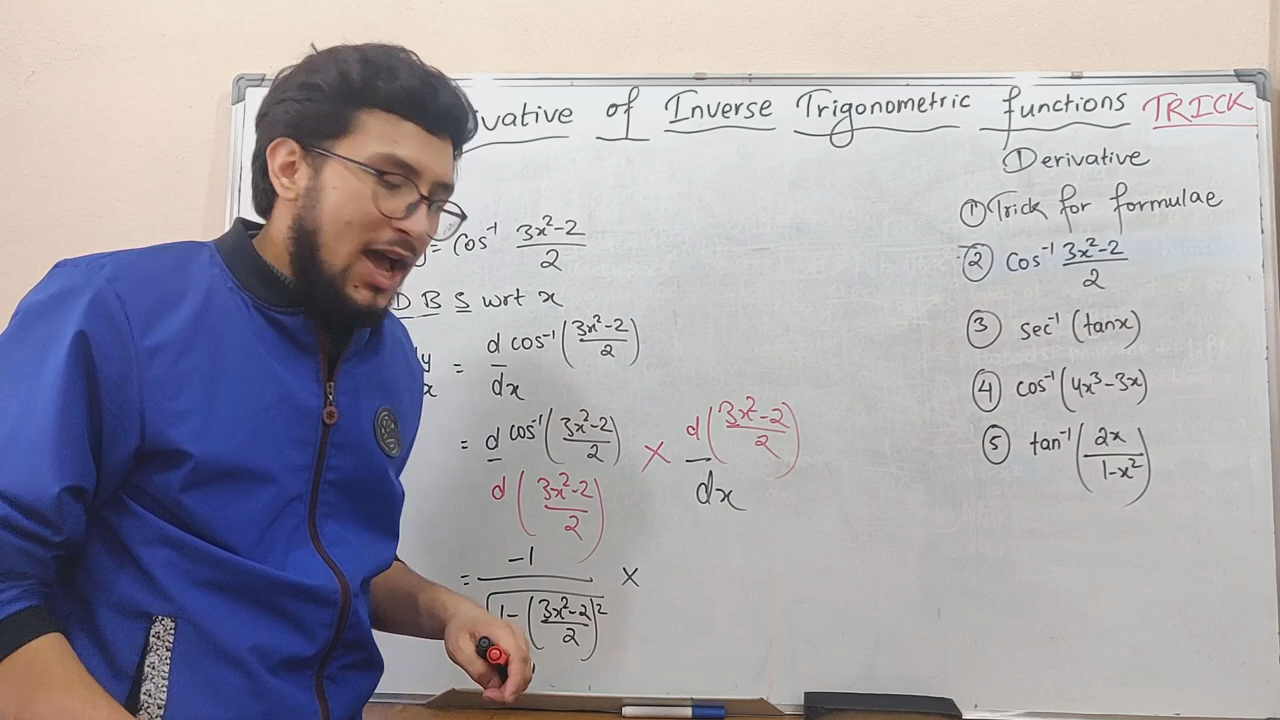 vative of Inverse Trigonometric functions TRICK
y = Cos⁻¹ 3x²-2 / 2
D B S wrt x
y/x = d/dx cos⁻¹(3x²-2 / 2)
= d cos⁻¹(3x²-2 / 2) / d(3x²-2 / 2) × d(3x²-2 / 2) / dx
= -1 / √1-(3x²-2 / 2)² ×
Derivative
① Trick for formulae
② Cos⁻¹ 3x²-2 / 2
③ sec⁻¹ (tanx)
④ cos⁻¹(4x³-3x)
⑤ tan⁻¹(2x / 1-x²)